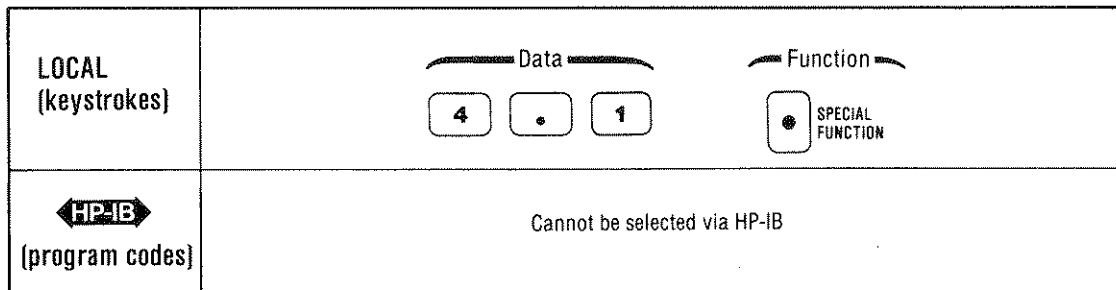 LOCAL
(keystrokes)
Data
Function
4 . 1
SPECIAL
FUNCTION
HP-IB
(program codes)
Cannot be selected via HP-IB